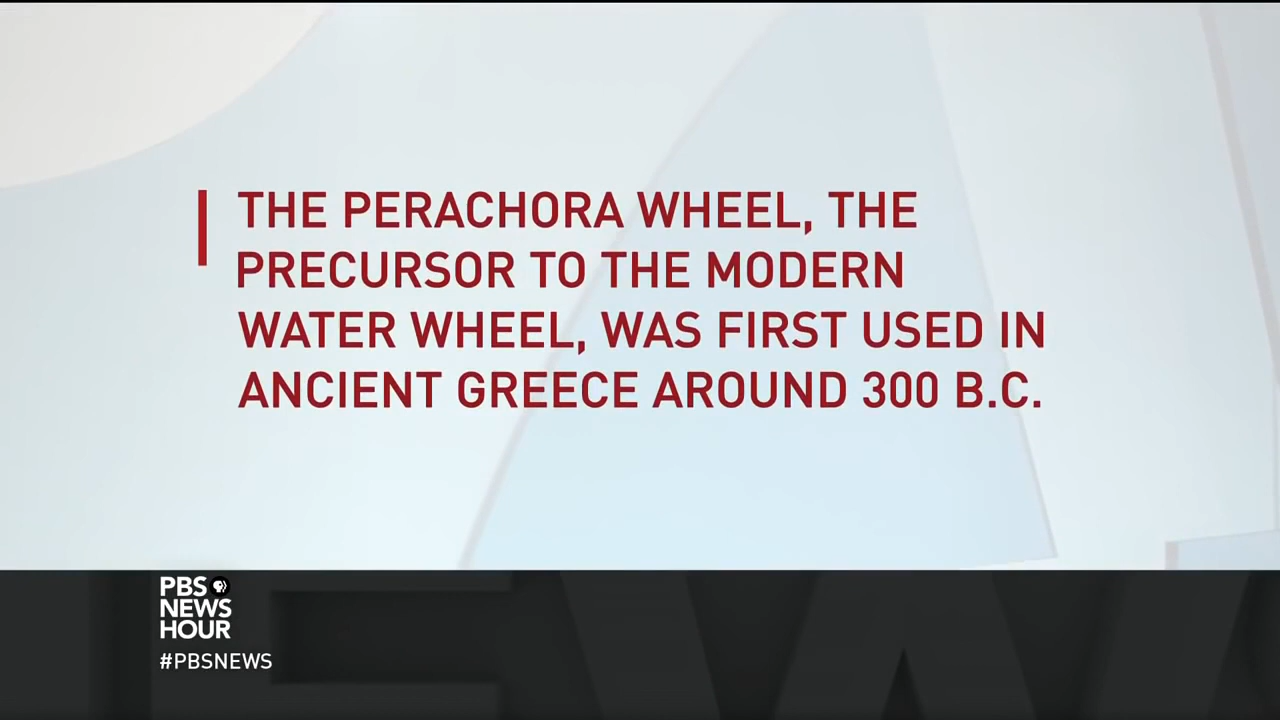 THE PERACHORA WHEEL, THE
PRECURSOR TO THE MODERN
WATER WHEEL, WAS FIRST USED IN
ANCIENT GREECE AROUND 300 B.C.
PBS
NEWS
HOUR
#PBSNEWS